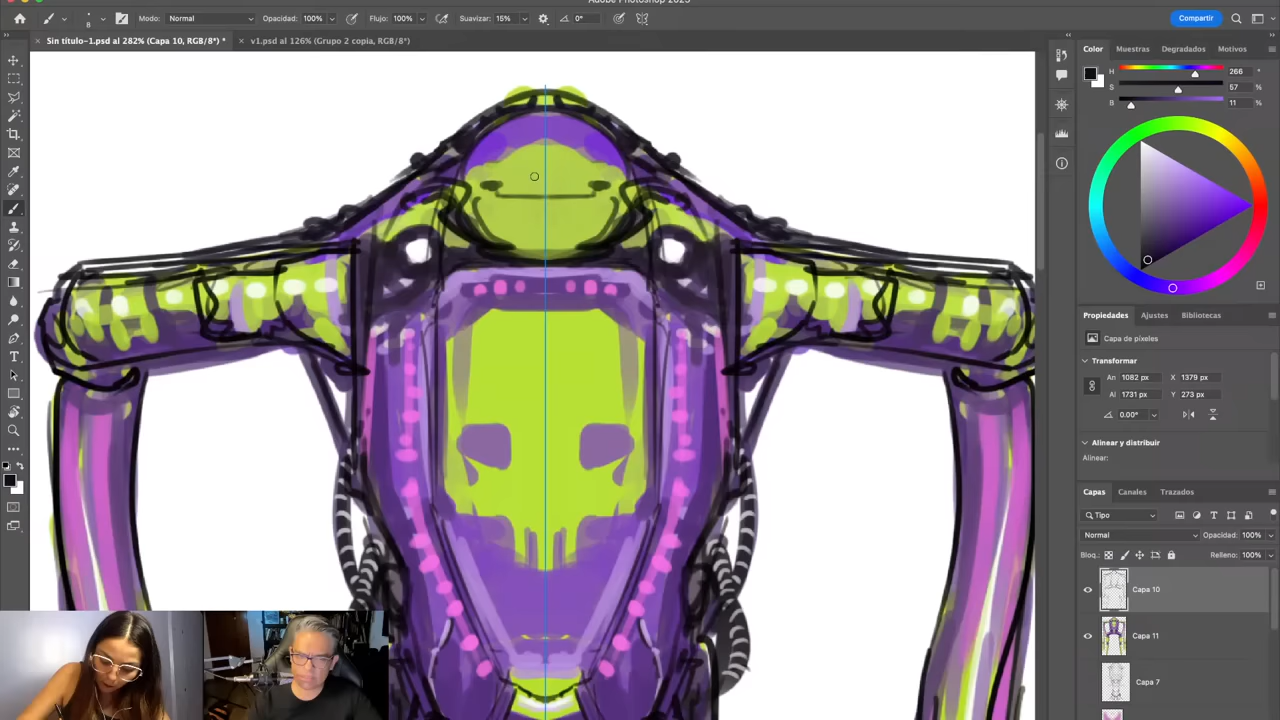 Modo: Normal Opacidad: 100% Flujo: 100% Suavizar: 15% 0° Compartir
8
Sin título-1.psd al 282% (Capa 10, RGB/8*) * v1.psd al 126% (Grupo 2 copia, RGB/8*)
Color Muestras Degradados Motivos
H 266 °
S 57 %
B 11 %
Propiedades Ajustes Bibliotecas
Capa de píxeles
Transformar
An 1082 px X 1379 px
Al 1731 px Y 273 px
0.00°
Alinear y distribuir
Alinear:
Capas Canales Trazados
Tipo
Normal Opacidad: 100%
Bloq.: Relleno: 100%
Capa 10
Capa 11
Capa 7